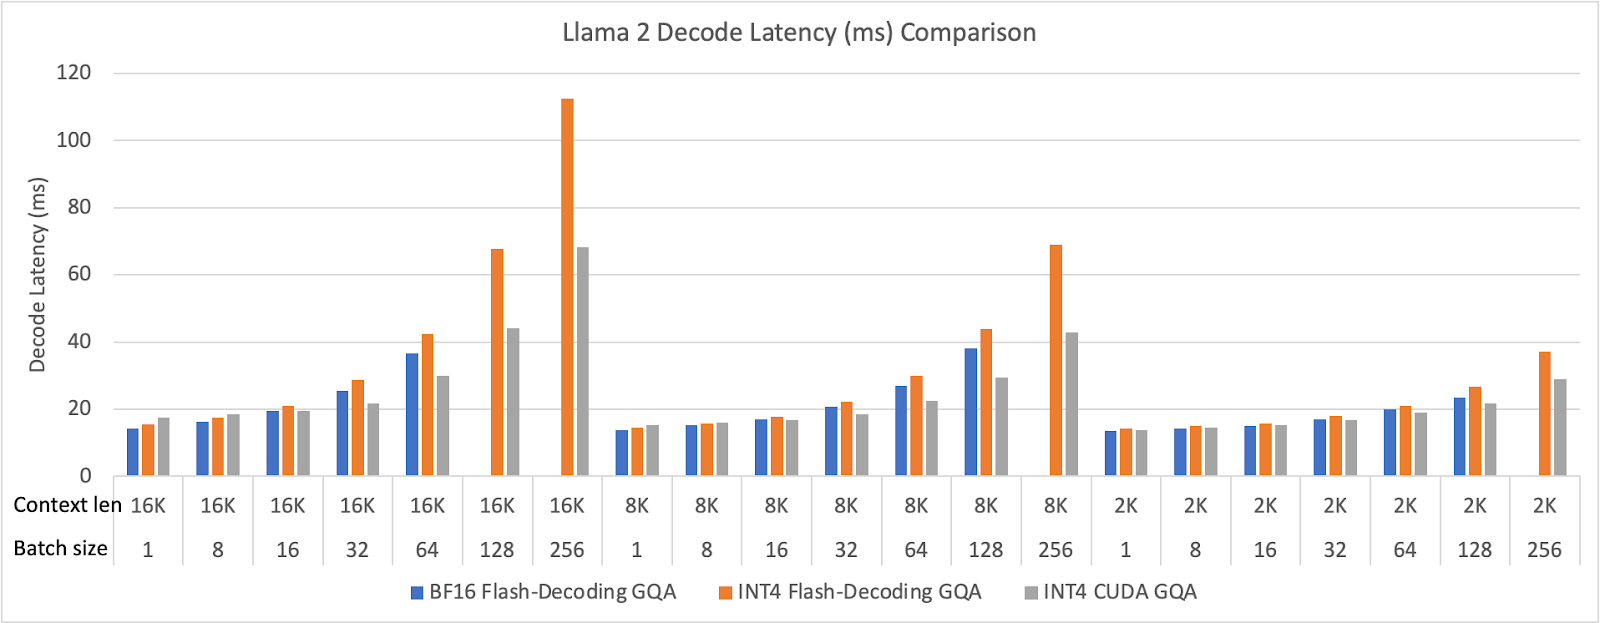 Llama 2 Decode Latency (ms) Comparison
Decode Latency (ms)
120
100
80
60
40
20
0
Context len 16K 16K 16K 16K 16K 16K 16K 8K 8K 8K 8K 8K 8K 8K 2K 2K 2K 2K 2K 2K 2K
Batch size 1 8 16 32 64 128 256 1 8 16 32 64 128 256 1 8 16 32 64 128 256
BF16 Flash-Decoding GQA INT4 Flash-Decoding GQA INT4 CUDA GQA